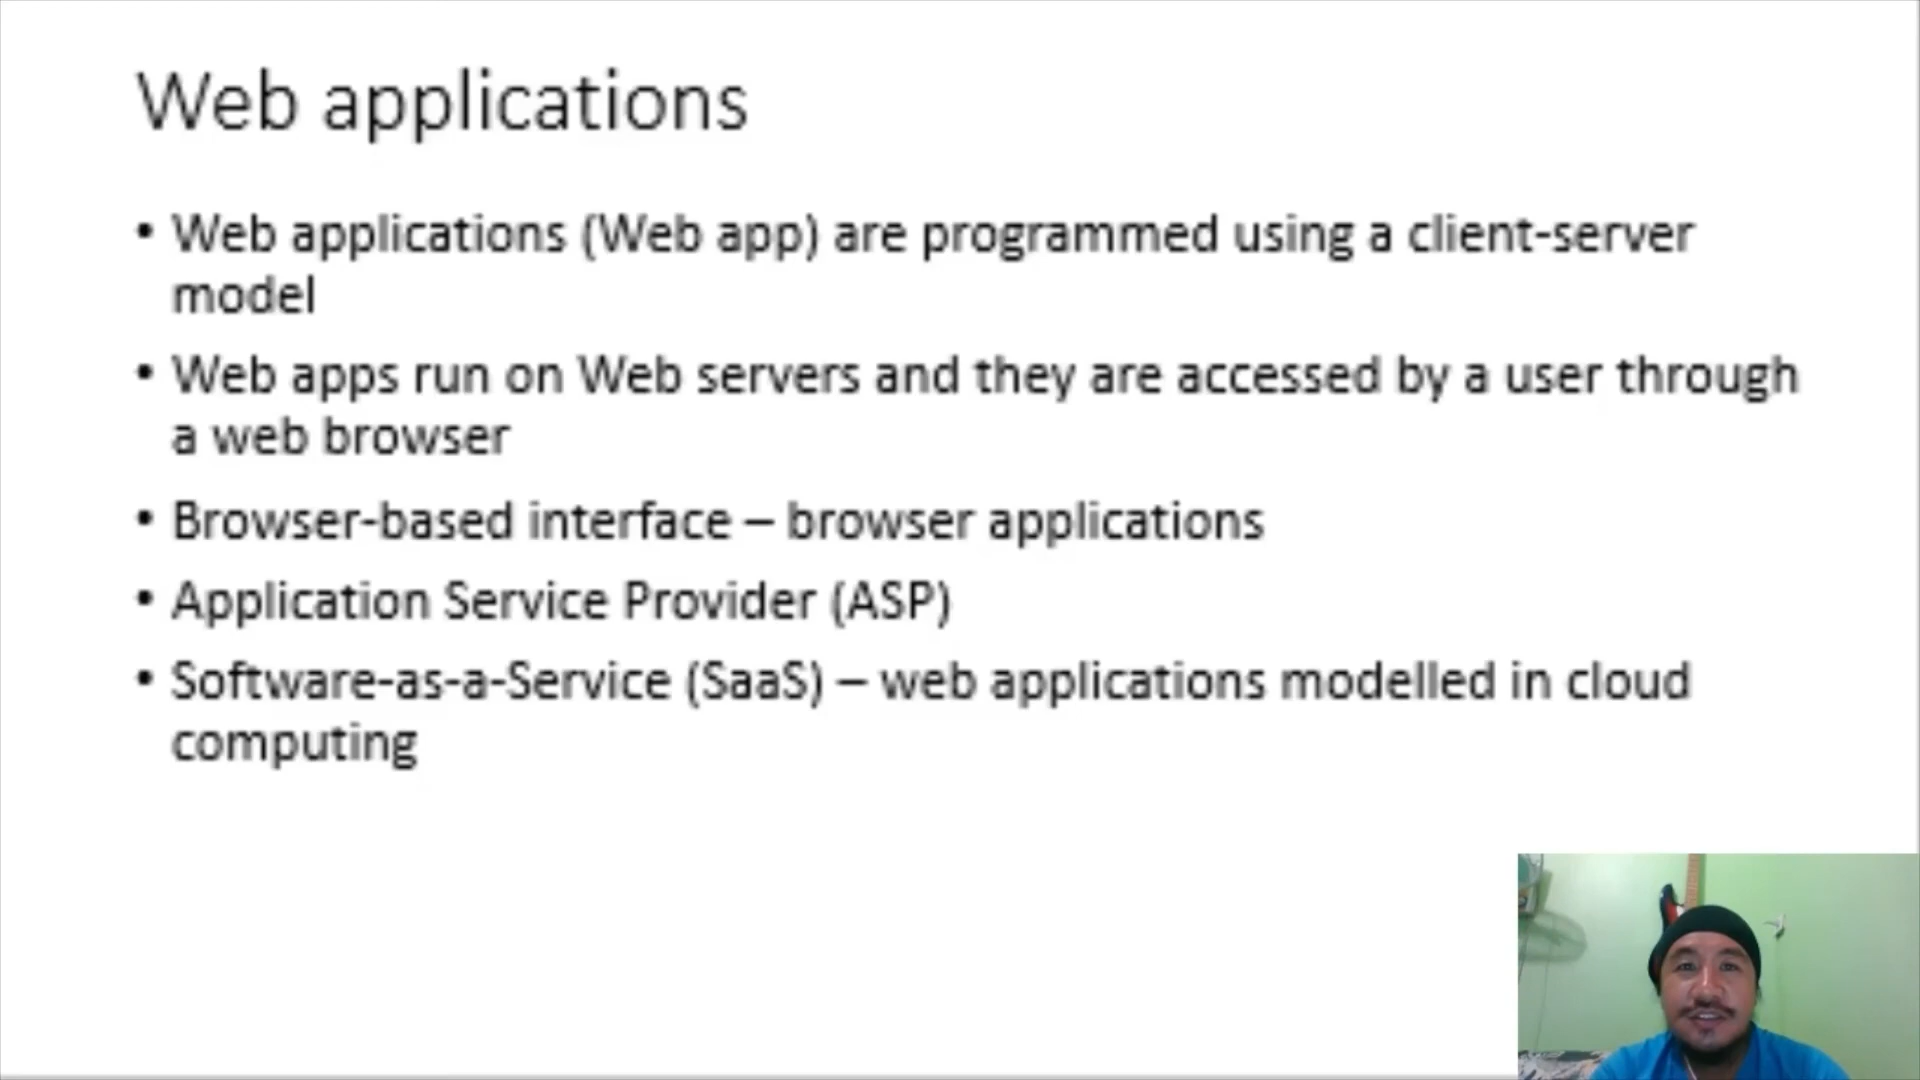 Web applications
• Web applications (Web app) are programmed using a client-server
model
• Web apps run on Web servers and they are accessed by a user through
a web browser
• Browser-based interface – browser applications
• Application Service Provider (ASP)
• Software-as-a-Service (SaaS) – web applications modelled in cloud
computing